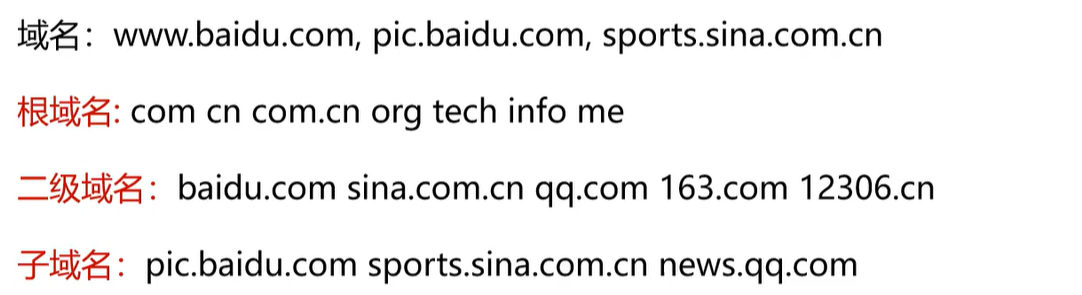 域名：www.baidu.com, pic.baidu.com, sports.sina.com.cn
根域名: com cn com.cn org tech info me
二级域名：baidu.com sina.com.cn qq.com 163.com 12306.cn
子域名：pic.baidu.com sports.sina.com.cn news.qq.com